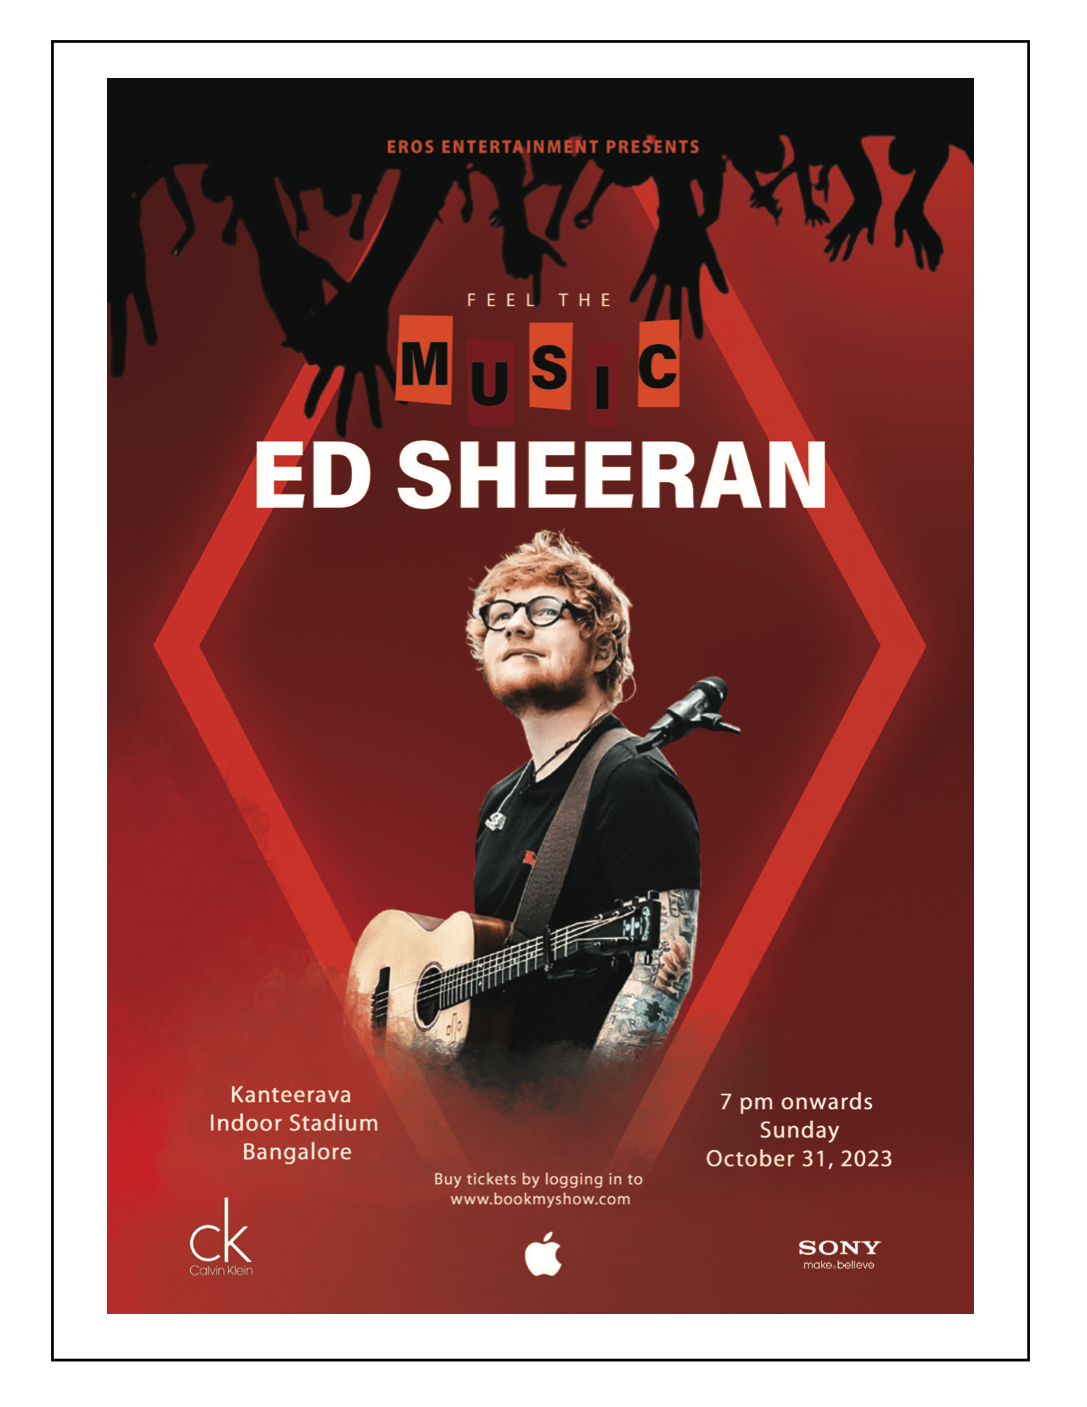 EROS ENTERTAINMENT PRESENTS
FEEL THE
MUSIC
ED SHEERAN
Kanteerava
Indoor Stadium
Bangalore
7 pm onwards
Sunday
October 31, 2023
Buy tickets by logging in to
www.bookmyshow.com
ck
Calvin Klein
SONY
make.believe